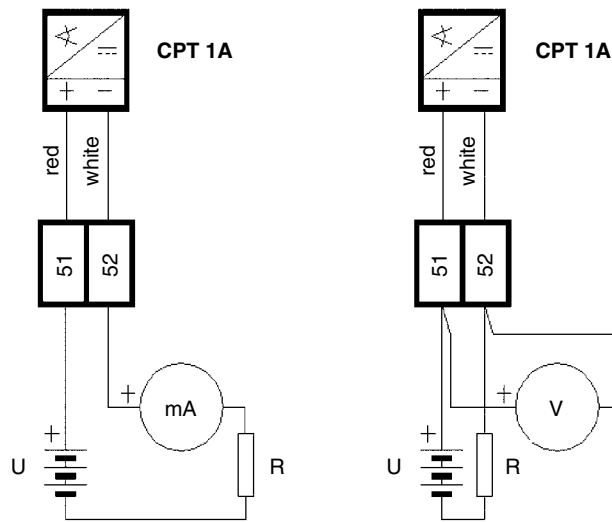 CPT 1A
+ −
red
white
51
52
+
mA
+
U
R
CPT 1A
+ −
red
white
51
52
+
V
+
U
R